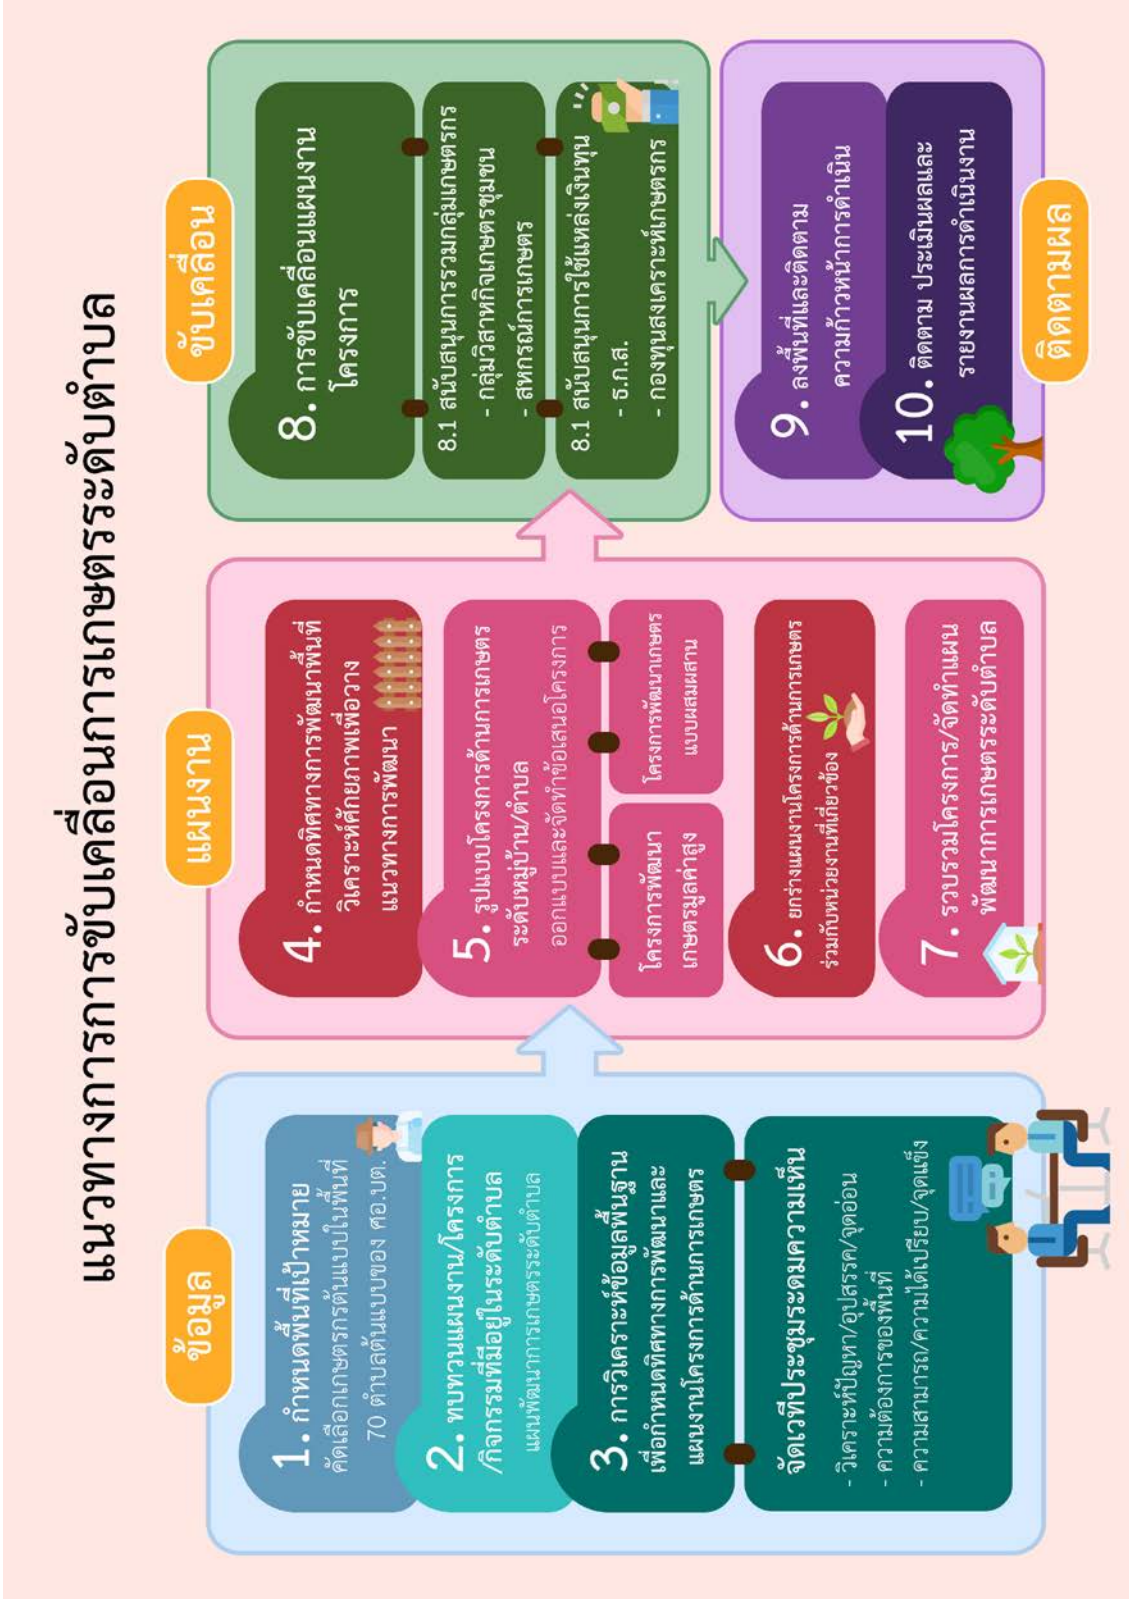 แนวทางการการขับเคลื่อนการเกษตรระดับตำบล
ข้อมูล
1. กำหนดพื้นที่เป้าหมาย
คัดเลือกเกษตรกรต้นแบบในพื้นที่
70 ตำบลต้นแบบของ ศอ.บต.
2. ทบทวนแผนงาน/โครงการ
/กิจกรรมที่มีอยู่ในระดับตำบล
แผนพัฒนาการเกษตรระดับตำบล
3. การวิเคราะห์ข้อมูลพื้นฐาน
เพื่อกำหนดทิศทางการพัฒนาและ
แผนงานโครงการด้านการเกษตร
จัดเวทีประชุมระดมความเห็น
- วิเคราะห์ปัญหา/อุปสรรค/จุดอ่อน
- ความต้องการของพื้นที่
- ความสามารถ/ความได้เปรียบ/จุดแข็ง
แผนงาน
4. กำหนดทิศทางการพัฒนาพื้นที่
วิเคราะห์ศักยภาพเพื่อวาง
แนวทางการพัฒนา
5. รูปแบบโครงการด้านการเกษตร
ระดับหมู่บ้าน/ตำบล
ออกแบบและจัดทำข้อเสนอโครงการ
โครงการพัฒนา
เกษตรมูลค่าสูง
โครงการพัฒนาเกษตร
แบบผสมผสาน
6. ยกร่างแผนงานโครงการด้านการเกษตร
ร่วมกับหน่วยงานที่เกี่ยวข้อง
7. รวบรวมโครงการ/จัดทำแผน
พัฒนาการเกษตรระดับตำบล
ขับเคลื่อน
8. การขับเคลื่อนแผนงาน
โครงการ
8.1 สนับสนุนการรวมกลุ่มเกษตรกร
- กลุ่มวิสาหกิจเกษตรชุมชน
- สหกรณ์การเกษตร
8.1 สนับสนุนการใช้แหล่งเงินทุน
- ธ.ก.ส.
- กองทุนสงเคราะห์เกษตรกร
9. ลงพื้นที่และติดตาม
ความก้าวหน้าการดำเนิน
10. ติดตาม ประเมินผลและ
รายงานผลการดำเนินงาน
ติดตามผล